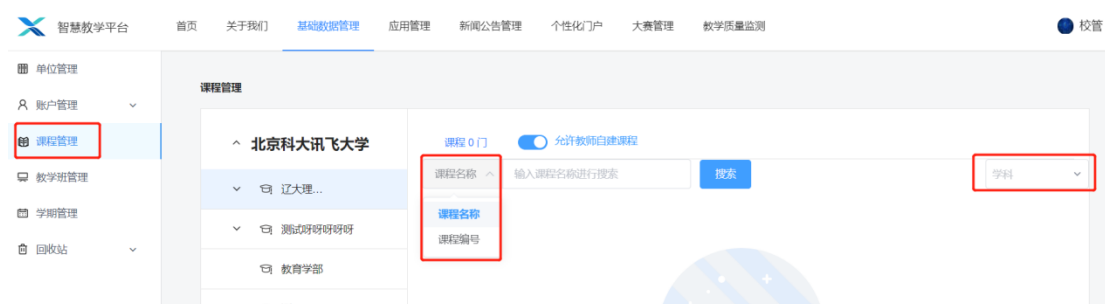 智慧教学平台 首页 关于我们 基础数据管理 应用管理 新闻公告管理 个性化门户 大赛管理 教学质量监测 校管
单位管理
账户管理
课程管理
教学班管理
学期管理
回收站
课程管理
北京科大讯飞大学
辽大理...
测试呀呀呀呀呀
教育学部
课程 0 门 允许教师自建课程
课程名称 输入课程名称进行搜索 搜索 学科
课程名称
课程编号